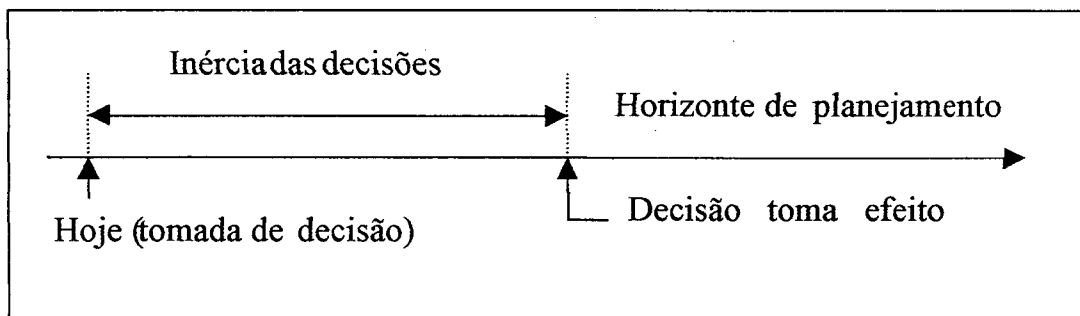 Inércia das decisões
Horizonte de planejamento
Decisão toma efeito
Hoje (tomada de decisão)